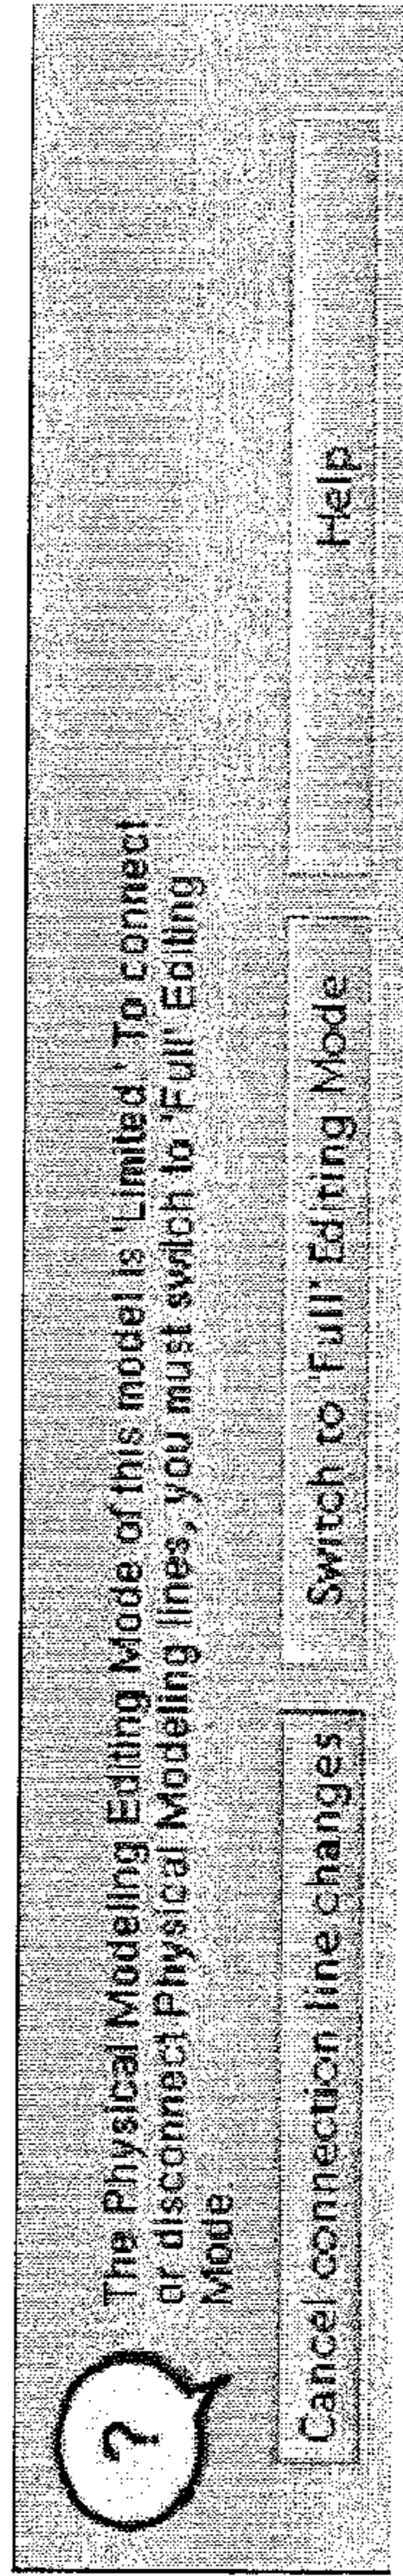 ?
The Physical Modeling Editing Mode of this model is 'Limited.' To connect
or disconnect Physical Modeling lines, you must switch to 'Full' Editing
Mode.
Cancel connection line changes
Switch to 'Full' Editing Mode
Help